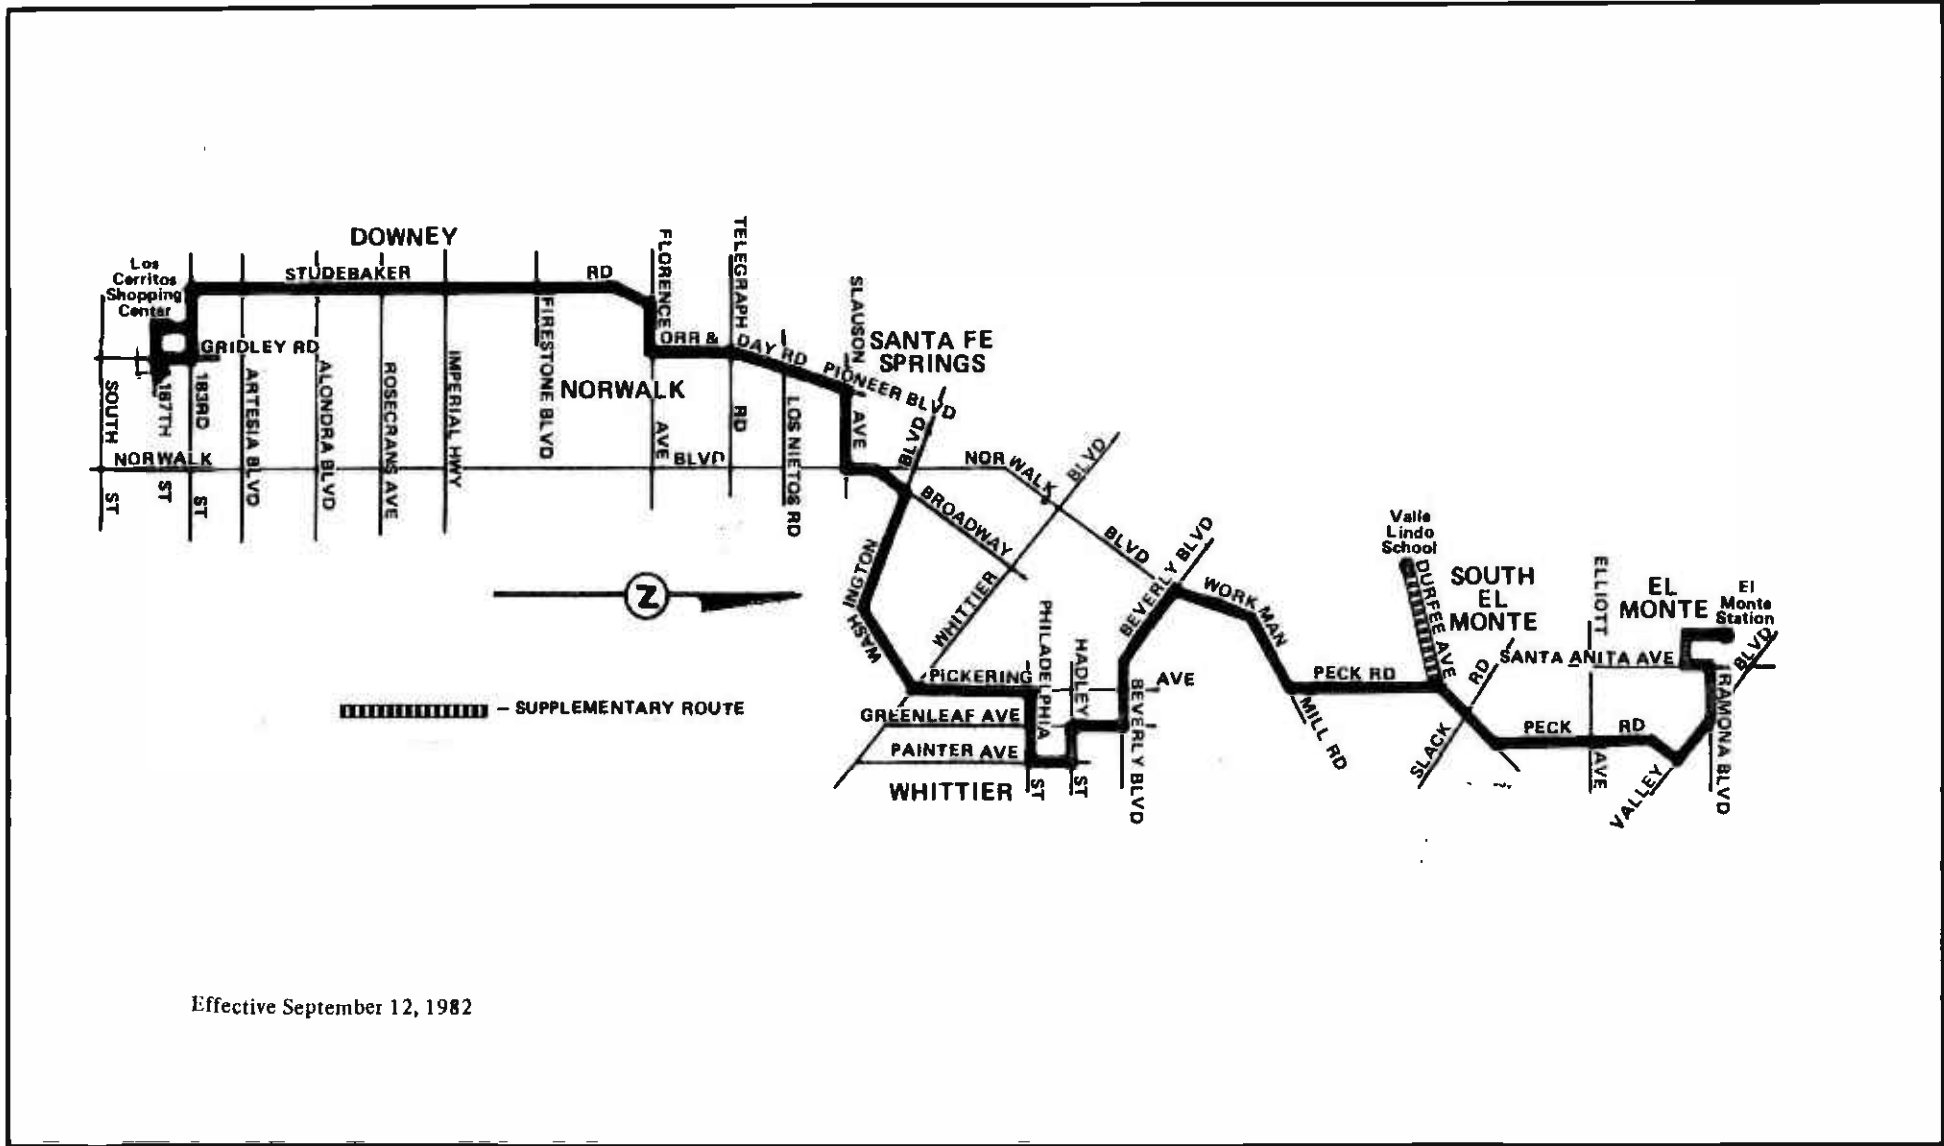 DOWNEY
Los
Cerritos
Shopping
Center
STUDEBAKER RD
GRIDLEY RD
SOUTH ST
187TH ST
183RD ST
ARTESIA BLVD
ALONDRA BLVD
ROSECRANS AVE
IMPERIAL HWY
FIRESTONE BLVD
NORWALK
FLORENCE AVE
TELEGRAPH RD
ORR & DAY RD
LOS NIETOS RD
SLAUSON AVE
PIONEER BLVD
SANTA FE
SPRINGS
NORWALK BLVD
NORWALK BLVD
BROADWAY
WASHINGTON BLVD
WHITTIER BLVD
PICKERING AVE
GREENLEAF AVE
PAINTER AVE
WHITTIER
PHILADELPHIA ST
HADLEY ST
BEVERLY BLVD
BEVERLY BLVD
WORKMAN
MILL RD
PECK RD
Valle
Lindo
School
DURFEE AVE
SOUTH
EL
MONTE
SLACK RD
PECK RD
ELLIOTT AVE
EL
MONTE
El
Monte
Station
SANTA ANITA AVE
VALLEY BLVD
RAMONA BLVD
Z
– SUPPLEMENTARY ROUTE
Effective September 12, 1982